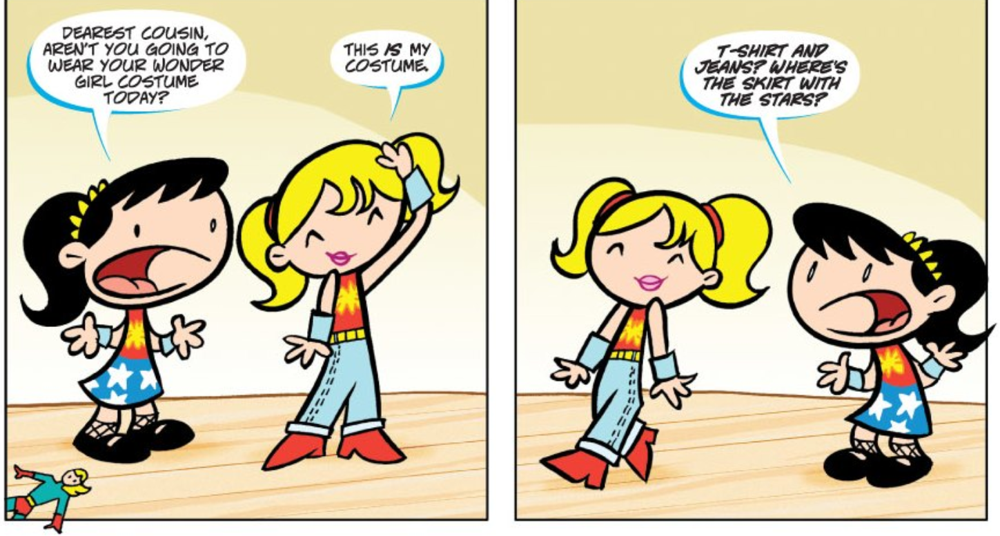 DEAREST COUSIN,
AREN'T YOU GOING TO
WEAR YOUR WONDER
GIRL COSTUME
TODAY?
THIS IS MY
COSTUME.
T-SHIRT AND
JEANS? WHERE'S
THE SKIRT WITH
THE STARS?